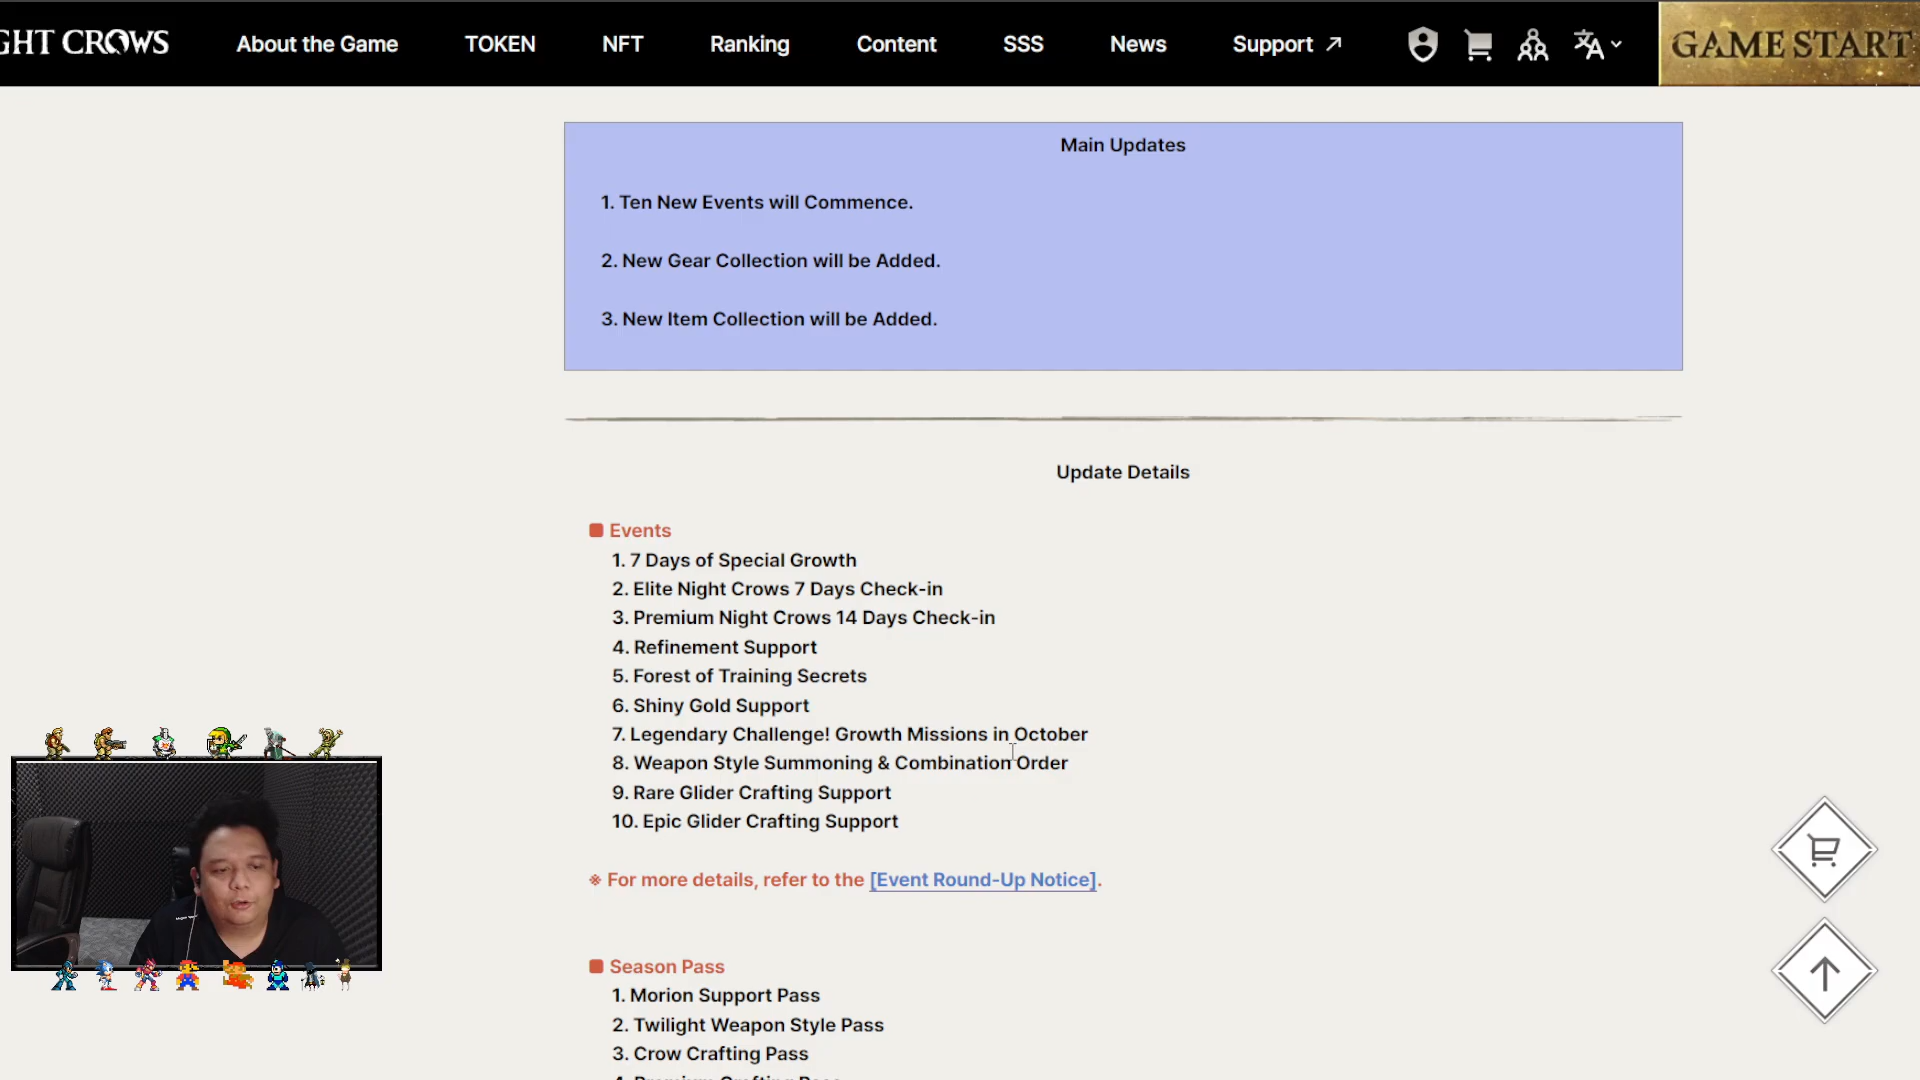 GHT CROWS
About the Game
TOKEN
NFT
Ranking
Content
SSS
News
Support
GAME START
Main Updates
1. Ten New Events will Commence.
2. New Gear Collection will be Added.
3. New Item Collection will be Added.
Update Details
Events
1. 7 Days of Special Growth
2. Elite Night Crows 7 Days Check-in
3. Premium Night Crows 14 Days Check-in
4. Refinement Support
5. Forest of Training Secrets
6. Shiny Gold Support
7. Legendary Challenge! Growth Missions in October
8. Weapon Style Summoning & Combination Order
9. Rare Glider Crafting Support
10. Epic Glider Crafting Support
※ For more details, refer to the [Event Round-Up Notice].
Season Pass
1. Morion Support Pass
2. Twilight Weapon Style Pass
3. Crow Crafting Pass
4. Premium Crafting Pass